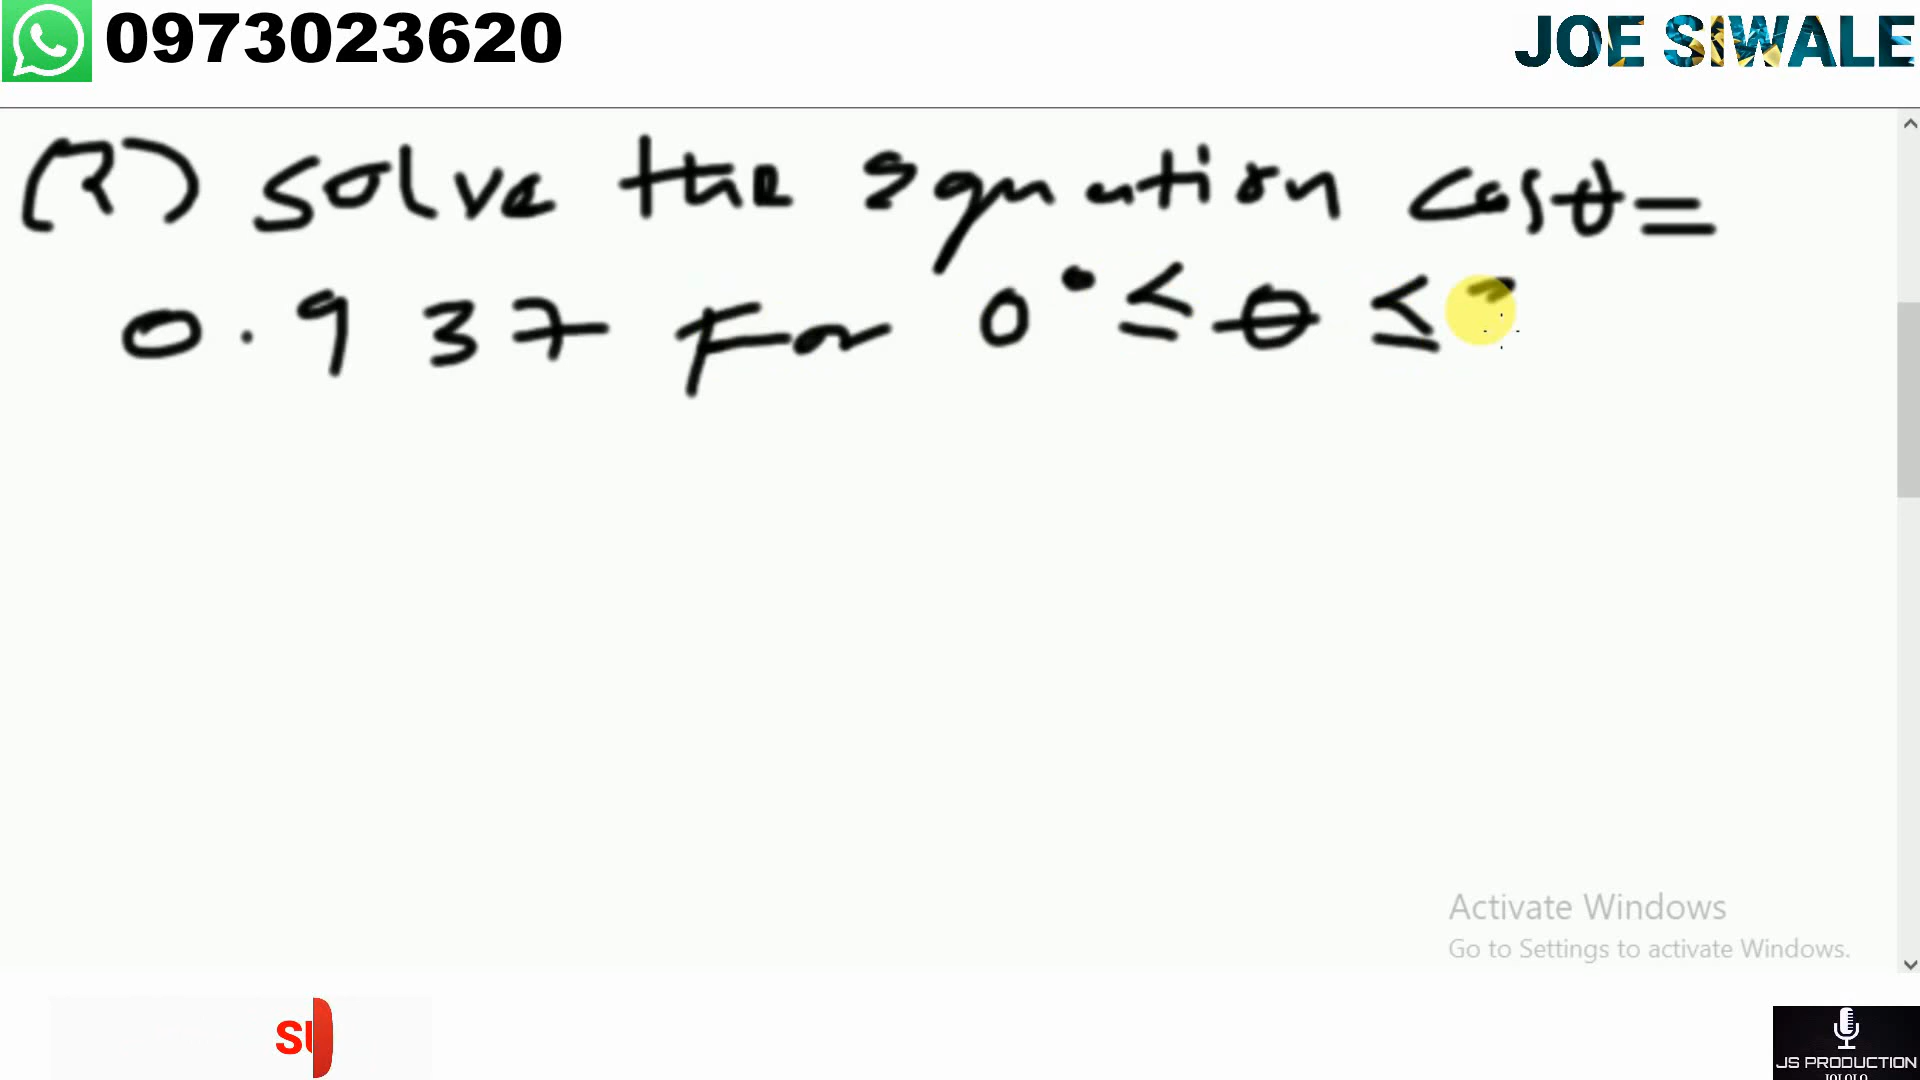 0973023620
JOE SIWALE
(2) solve the equation cosθ=
0.937 For 0°≤θ≤
Activate Windows
Go to Settings to activate Windows.
JS PRODUCTION